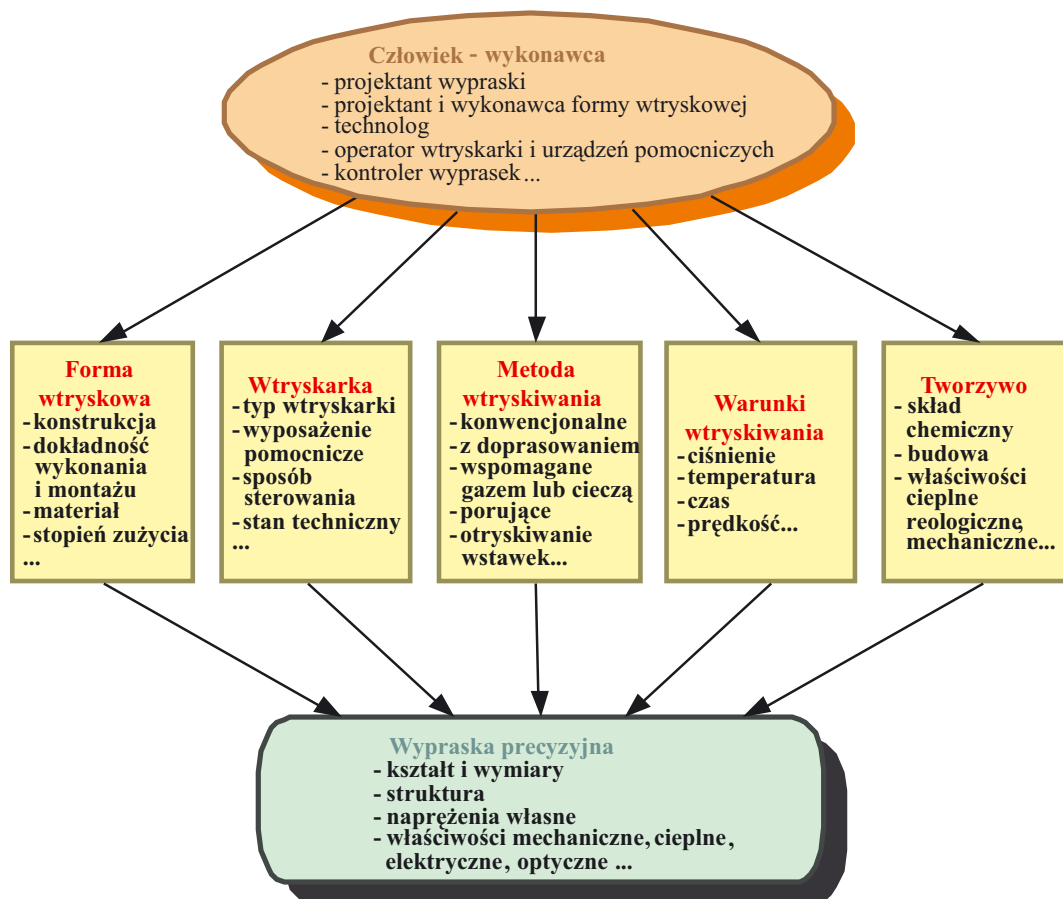 Człowiek - wykonawca
- projektant wypraski
- projektant i wykonawca formy wtryskowej
- technolog
- operator wtryskarki i urządzeń pomocniczych
- kontroler wyprasek...
Forma
wtryskowa
-konstrukcja
-dokładność
wykonania
i montażu
-materiał
-stopień zużycia
...
Wtryskarka
-typ wtryskarki
-wyposażenie
pomocnicze
-sposób
sterowania
-stan techniczny
...
Metoda
wtryskiwania
-konwencjonalne
-z doprasowaniem
-wspomagane
gazem lub cieczą
-porujące
-otryskiwanie
wstawek...
Warunki
wtryskiwania
-ciśnienie
-temperatura
-czas
-prędkość...
Tworzywo
-skład
chemiczny
-budowa
-właściwości
cieplne
reologiczne,
mechaniczne...
Wypraska precyzyjna
- kształt i wymiary
- struktura
- naprężenia własne
- właściwości mechaniczne, cieplne,
elektryczne, optyczne ...